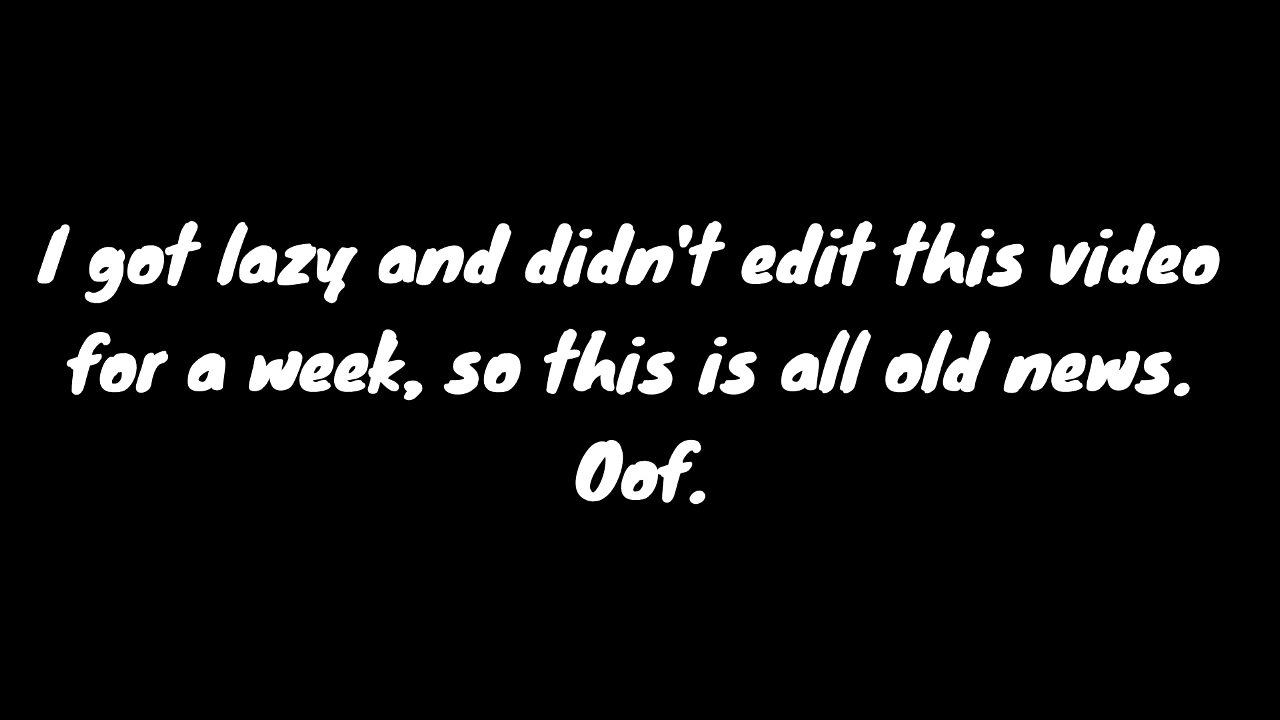 I got lazy and didn't edit this video
for a week, so this is all old news.
Oof.